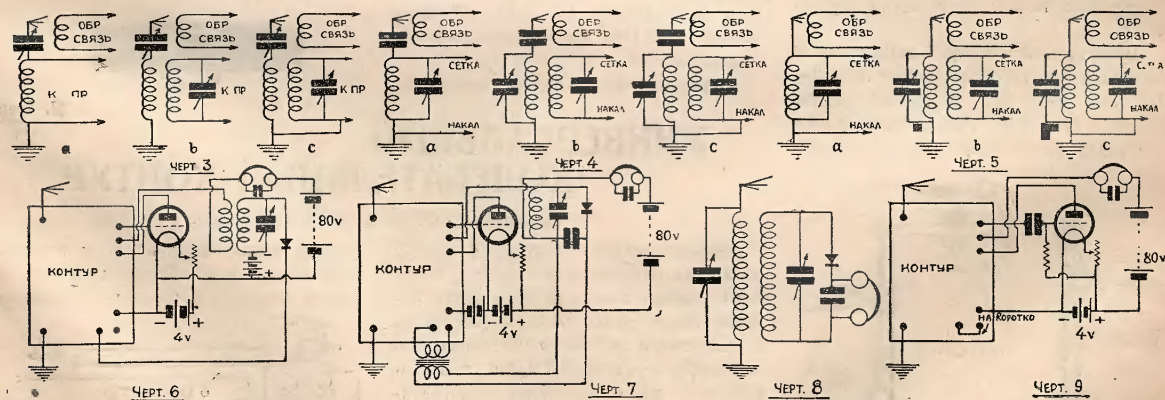 ОБР
СВЯЗЬ
К ПР
a
ОБР
СВЯЗЬ
К ПР
b
ОБР
СВЯЗЬ
К ПР
c
ЧЕРТ. 3
ОБР
СВЯЗЬ
СЕТКА
НАКАЛ
a
ОБР
СВЯЗЬ
СЕТКА
НАКАЛ
b
ОБР
СВЯЗЬ
СЕТКА
НАКАЛ
c
ЧЕРТ. 4
ОБР
СВЯЗЬ
СЕТКА
НАКАЛ
a
ОБР
СВЯЗЬ
СЕТКА
НАКАЛ
b
ОБР
СВЯЗЬ
НАКАЛ
c
ЧЕРТ. 5
КОНТУР
80v
- +
- +
4v
ЧЕРТ. 6
КОНТУР
80v
- +
4v
ЧЕРТ. 7
ЧЕРТ. 8
КОНТУР
80v
НАКОРОТКО
- +
4v
ЧЕРТ. 9